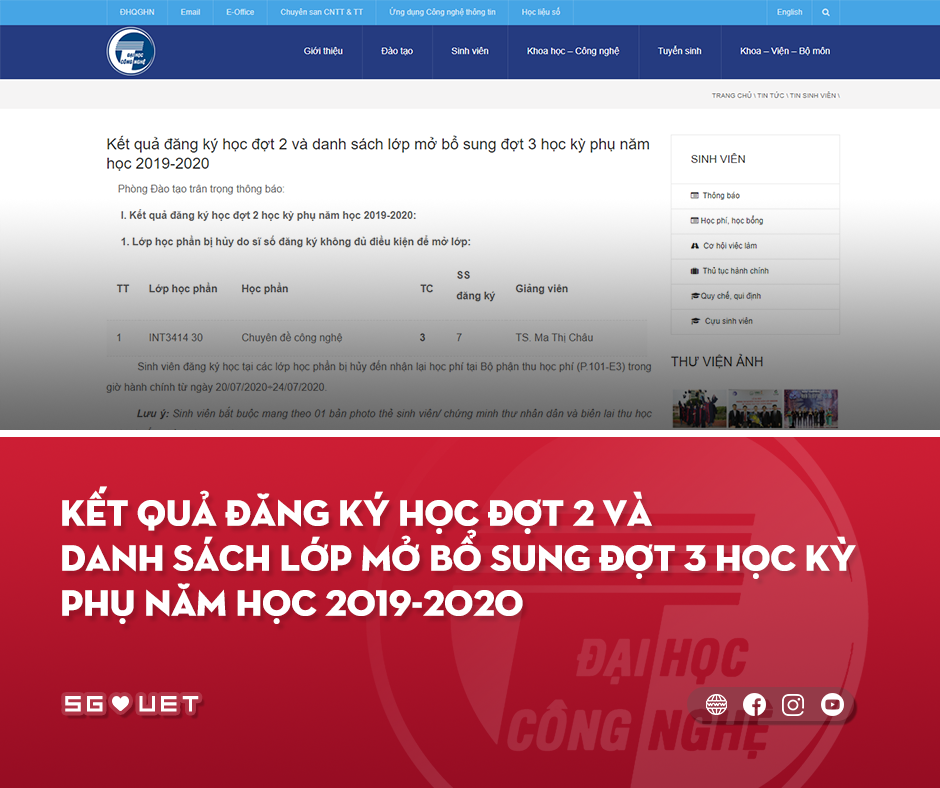 ĐHQGHN
Email
E-Office
Chuyên san CNTT & TT
Ứng dụng Công nghệ thông tin
Học liệu số
English
ĐẠI HỌC
CÔNG NGHỆ
Giới thiệu
Đào tạo
Sinh viên
Khoa học – Công nghệ
Tuyển sinh
Khoa – Viện – Bộ môn
TRANG CHỦ \ TIN TỨC \ TIN SINH VIÊN \
Kết quả đăng ký học đợt 2 và danh sách lớp mở bổ sung đợt 3 học kỳ phụ năm
học 2019-2020
Phòng Đào tạo trân trọng thông báo:
I. Kết quả đăng ký học đợt 2 học kỳ phụ năm học 2019-2020:
1. Lớp học phần bị hủy do sĩ số đăng ký không đủ điều kiện để mở lớp:
TT Lớp học phần Học phần TC SS đăng ký Giảng viên
1 INT3414 30 Chuyên đề công nghệ 3 7 TS. Ma Thị Châu
Sinh viên đăng ký học tại các lớp học phần bị hủy đến nhận lại học phí tại Bộ phận thu học phí (P.101-E3) trong
giờ hành chính từ ngày 20/07/2020÷24/07/2020.
Lưu ý: Sinh viên bắt buộc mang theo 01 bản photo thẻ sinh viên/ chứng minh thư nhân dân và biên lai thu học
SINH VIÊN
Thông báo
Học phí, học bổng
Cơ hội việc làm
Thủ tục hành chính
Quy chế, qui định
Cựu sinh viên
THƯ VIỆN ẢNH
KẾT QUẢ ĐĂNG KÝ HỌC ĐỢT 2 VÀ
DANH SÁCH LỚP MỞ BỔ SUNG ĐỢT 3 HỌC KỲ
PHỤ NĂM HỌC 2019-2020
ĐẠI HỌC
CÔNG NGHỆ
SG UET